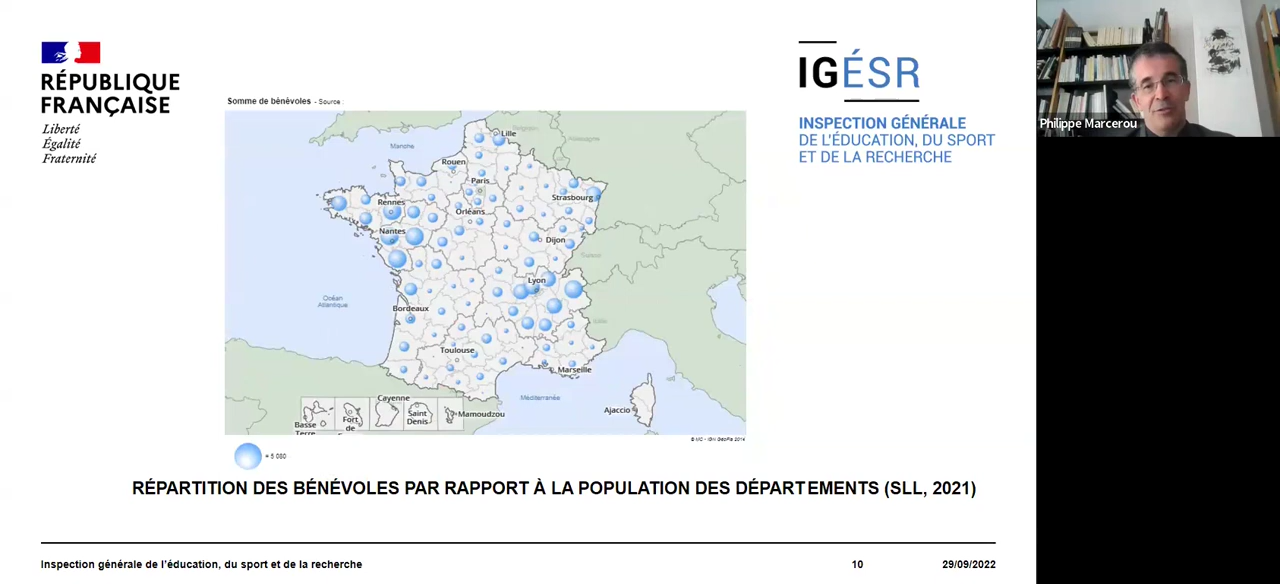 RÉPUBLIQUE
FRANÇAISE
Liberté
Égalité
Fraternité
Somme de bénévoles - Source :
IGÉSR
INSPECTION GÉNÉRALE
DE L'ÉDUCATION, DU SPORT
ET DE LA RECHERCHE
Philippe Marcerou
Manche
Lille
Rouen
Paris
Strasbourg
Rennes
Orléans
Nantes
Dijon
Lyon
Océan
Atlantique
Bordeaux
Toulouse
Marseille
Méditerranée
Ajaccio
Cayenne
Basse
Terre
Fort
de
Saint
Denis
Mamoudzou
= 5 080
RÉPARTITION DES BÉNÉVOLES PAR RAPPORT À LA POPULATION DES DÉPARTEMENTS (SLL, 2021)
Inspection générale de l'éducation, du sport et de la recherche
10
29/09/2022